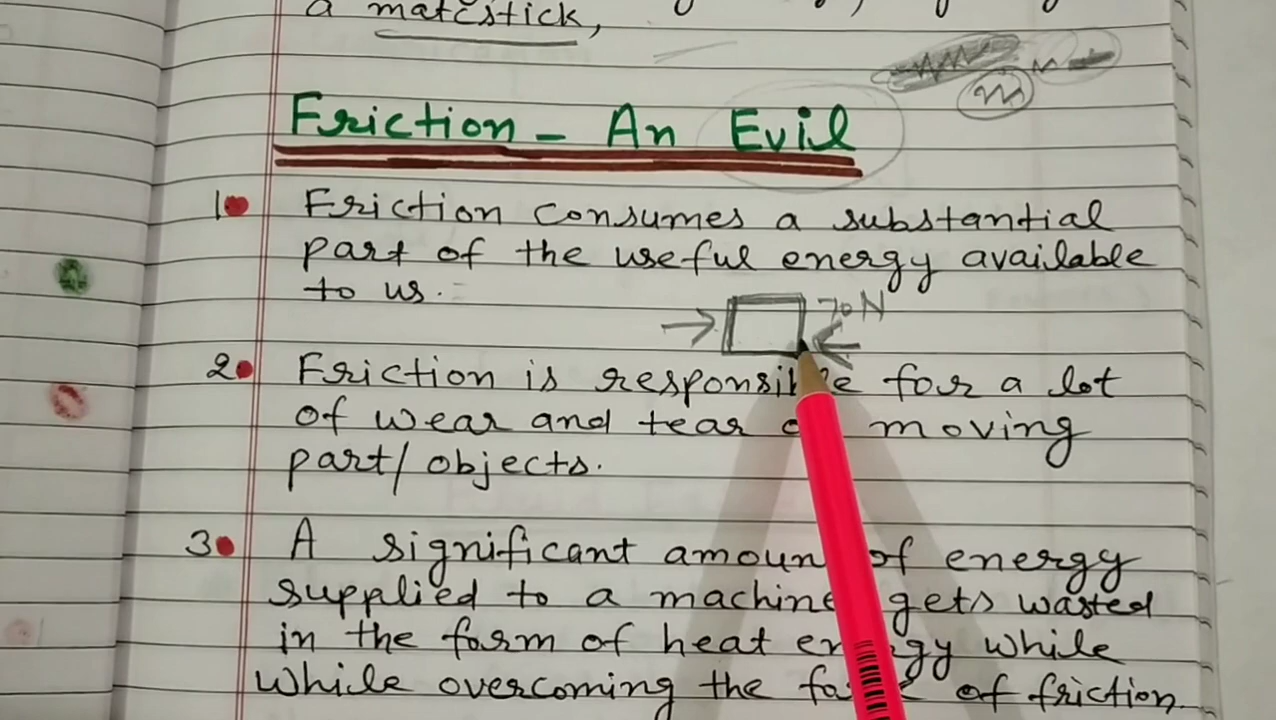 a matcstick,
Friction - An Evil
1. Friction consumes a substantial
part of the useful energy available
to us.
70N
2. Friction is responsible for a lot
of wear and tear moving
part/objects.
3. A significant amoun of energy
supplied to a machine gets wasted
in the form of heat energy while
while overcoming the of friction